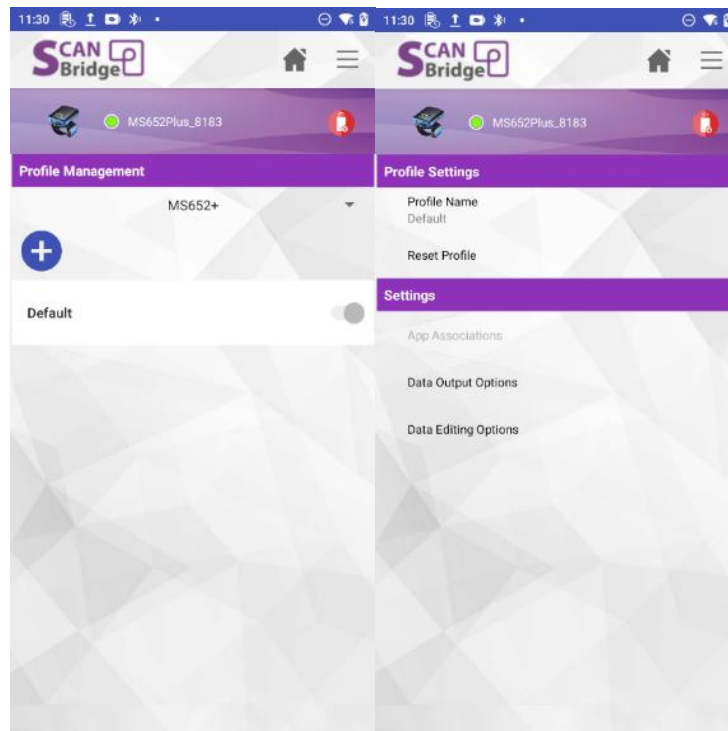 11:30
SCAN
Bridge
MS652Plus_8183
Profile Management
MS652+
Default
11:30
SCAN
Bridge
MS652Plus_8183
Profile Settings
Profile Name
Default
Reset Profile
Settings
App Associations
Data Output Options
Data Editing Options